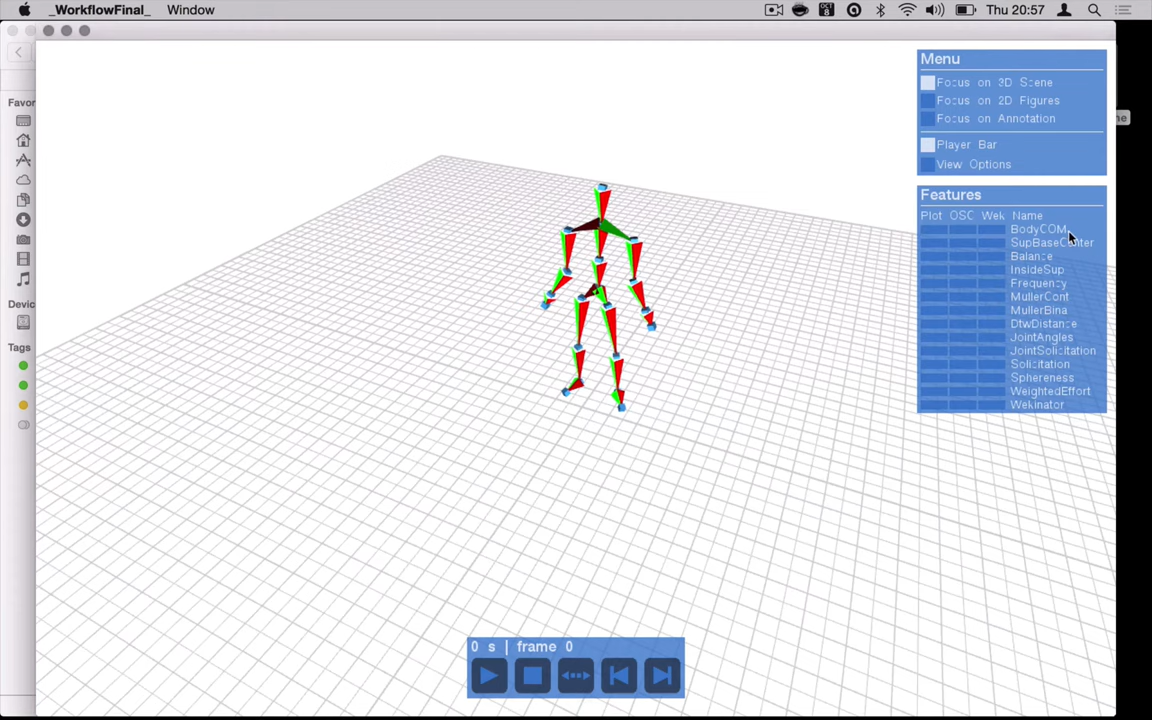 _WorkflowFinal_ Window
OCT 8 Thu 20:57
Favor
Devic
Tags
Menu
Focus on 3D Scene
Focus on 2D Figures
Focus on Annotation
Player Bar
View Options
Features
Plot OSC Wek Name
BodyCOM
Balance
InsideSup
Frequency
MullerCont
MullerBina
DtwDistance
JointAngles
JointSolicitation
Solicitation
Sphereness
WeightedEffort
Wekinator
0 s | frame 0